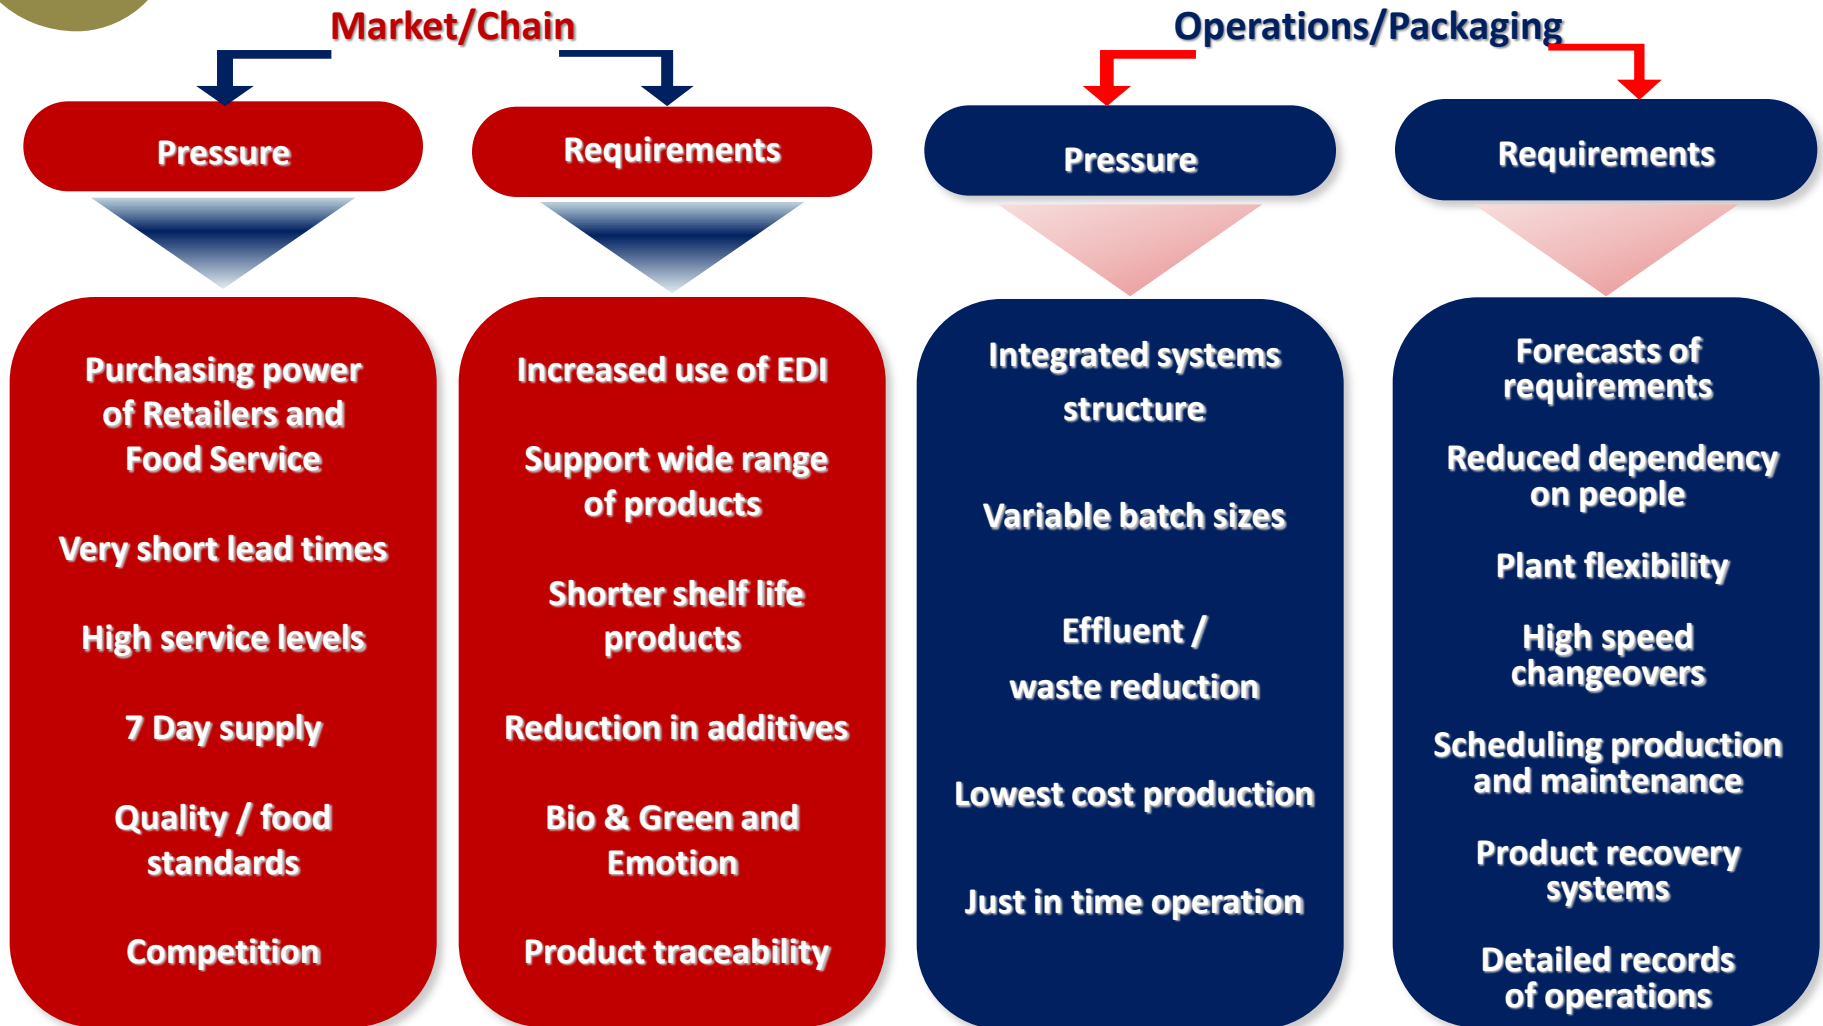 Market/Chain
Operations/Packaging
Pressure
Requirements
Pressure
Requirements
Purchasing power
of Retailers and
Food Service
Very short lead times
High service levels
7 Day supply
Quality / food
standards
Competition
Increased use of EDI
Support wide range
of products
Shorter shelf life
products
Reduction in additives
Bio & Green and
Emotion
Product traceability
Integrated systems
structure
Variable batch sizes
Effluent /
waste reduction
Lowest cost production
Just in time operation
Forecasts of
requirements
Reduced dependency
on people
Plant flexibility
High speed
changeovers
Scheduling production
and maintenance
Product recovery
systems
Detailed records
of operations